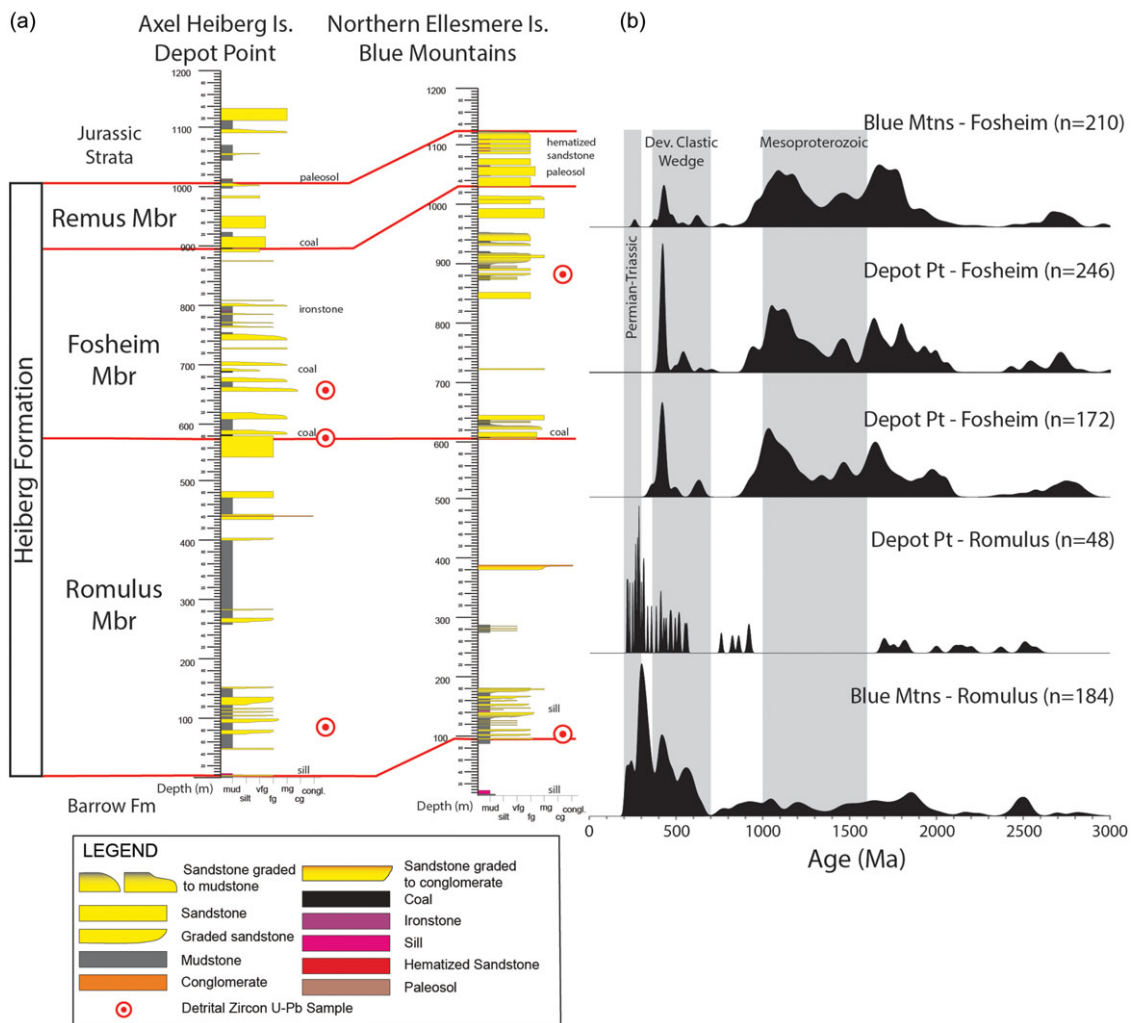 (a)
Axel Heiberg Is.
Depot Point
Northern Ellesmere Is.
Blue Mountains
(b)
1200
1100
1000
900
800
700
600
500
400
300
200
100
Jurassic
Strata
paleosol
Remus Mbr
coal
ironstone
Fosheim
Mbr
coal
coal
Romulus
Mbr
sill
Heiberg Formation
Barrow Fm
Depth (m)
mud
silt
vfg
fg
mg
cg
congl.
1200
1100
1000
900
800
700
600
500
400
300
200
100
hematized
sandstone
paleosol
coal
sill
sill
Depth (m)
mud
silt
vfg
fg
mg
cg
congl.
Permian-Triassic
Dev. Clastic
Wedge
Mesoproterozoic
Blue Mtns - Fosheim (n=210)
Depot Pt - Fosheim (n=246)
Depot Pt - Fosheim (n=172)
Depot Pt - Romulus (n=48)
Blue Mtns - Romulus (n=184)
0 500 1000 1500 2000 2500 3000
Age (Ma)
LEGEND
Sandstone graded
to mudstone
Sandstone
Graded sandstone
Mudstone
Conglomerate
Sandstone graded
to conglomerate
Coal
Ironstone
Sill
Hematized Sandstone
Paleosol
Detrital Zircon U-Pb Sample